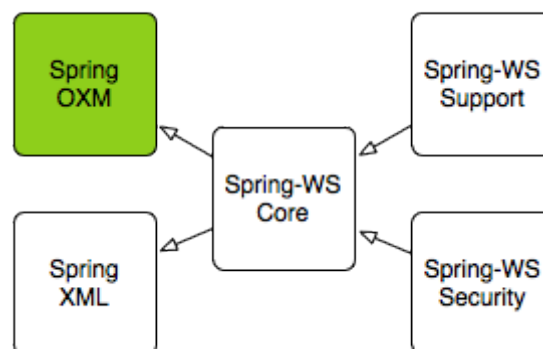 Spring
OXM
Spring-WS
Support
Spring-WS
Core
Spring
XML
Spring-WS
Security